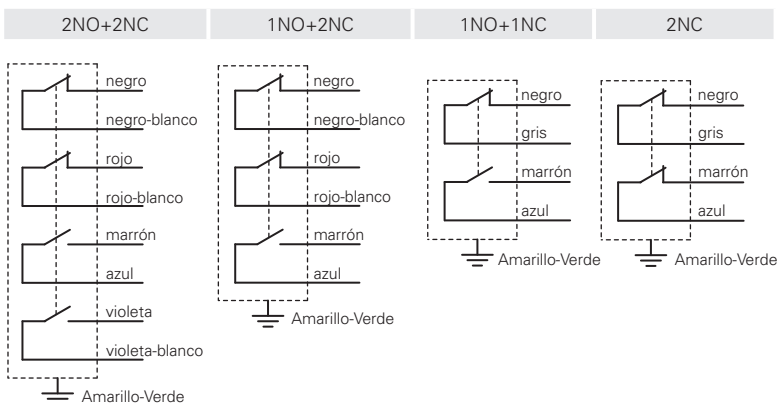 2NO+2NC
negro
negro-blanco
rojo
rojo-blanco
marrón
azul
violeta
violeta-blanco
Amarillo-Verde
1NO+2NC
negro
negro-blanco
rojo
rojo-blanco
marrón
azul
Amarillo-Verde
1NO+1NC
negro
gris
marrón
azul
Amarillo-Verde
2NC
negro
gris
marrón
azul
Amarillo-Verde